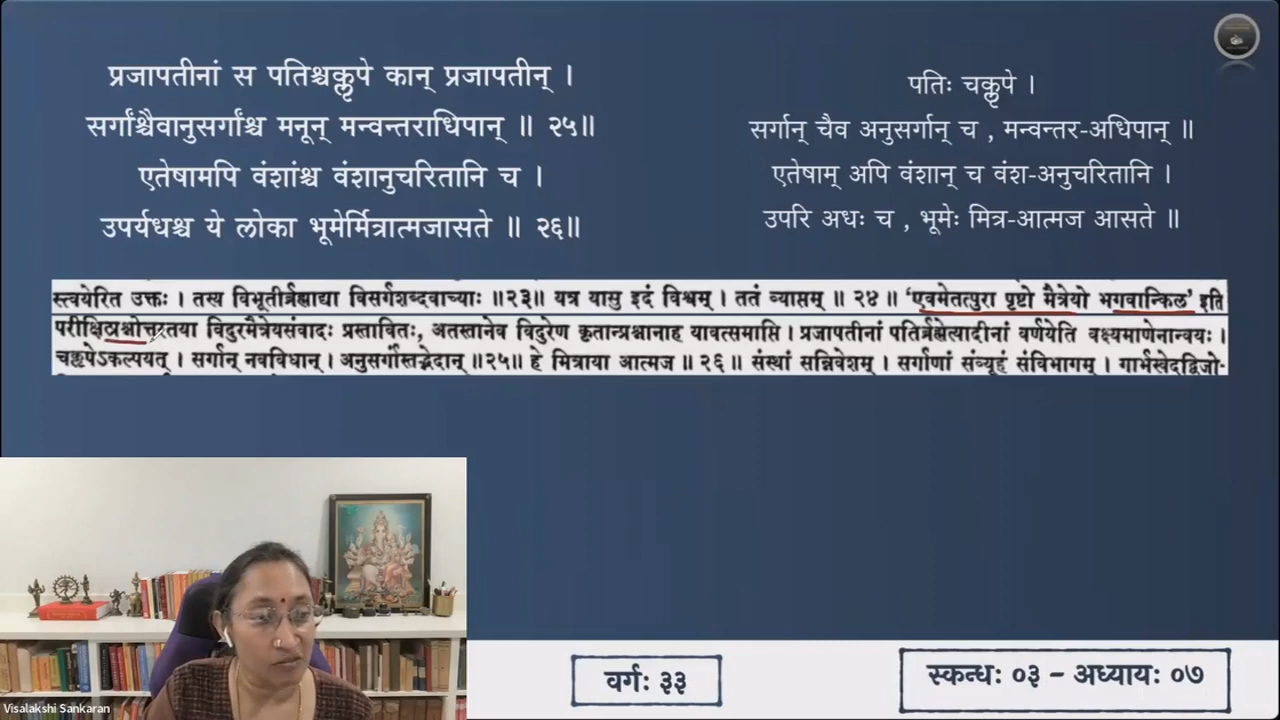 प्रजापतीनां स पतिश्चकॢपे कान् प्रजापतीन् ।
सर्गांश्चैवानुसर्गांश्च मनून् मन्वन्तराधिपान् ॥ २५॥
एतेषामपि वंशांश्च वंशानुचरितानि च ।
उपर्यधश्च ये लोका भूमेर्मित्रात्मजासते ॥ २६॥
पतिः चकॢपे ।
सर्गान् चैव अनुसर्गान् च , मन्वन्तर-अधिपान् ॥
एतेषाम् अपि वंशान् च वंश-अनुचरितानि ।
उपरि अधः च , भूमेः मित्र-आत्मज आसते ॥
स्त्वयेरित उक्तः । तस्य विभूतीर्ब्रह्माद्या विसर्गशब्दवाच्याः ॥२३॥ यत्र यासु इदं विश्वम् । ततं व्याप्तम् ॥ २४ ॥ ‘एवमेतत्पुरा पृष्टो मैत्रेयो भगवान्किल’ इति
परीक्षित्प्रश्नोत्तरतया विदुरमैत्रेयसंवादः प्रस्तावितः, अतस्तानेव विदुरेण कृतान्प्रश्नानाह यावत्समाप्ति । प्रजापतीनां पतिर्ब्रह्मेत्यादीनां वर्णयेति वक्ष्यमाणेनान्वयः ।
चकॢपेऽकल्पयत् । सर्गान् नवविधान् । अनुसर्गांस्तद्भेदान् ॥२५॥ हे मित्राया आत्मज ॥ २६ ॥ संस्थां सन्निवेशम् । सर्गाणां संव्यूहं संविभागम् । गार्भस्वेदद्विजो-
Visalakshi Sankaran
वर्गः ३३
स्कन्धः ०३ – अध्यायः ०७